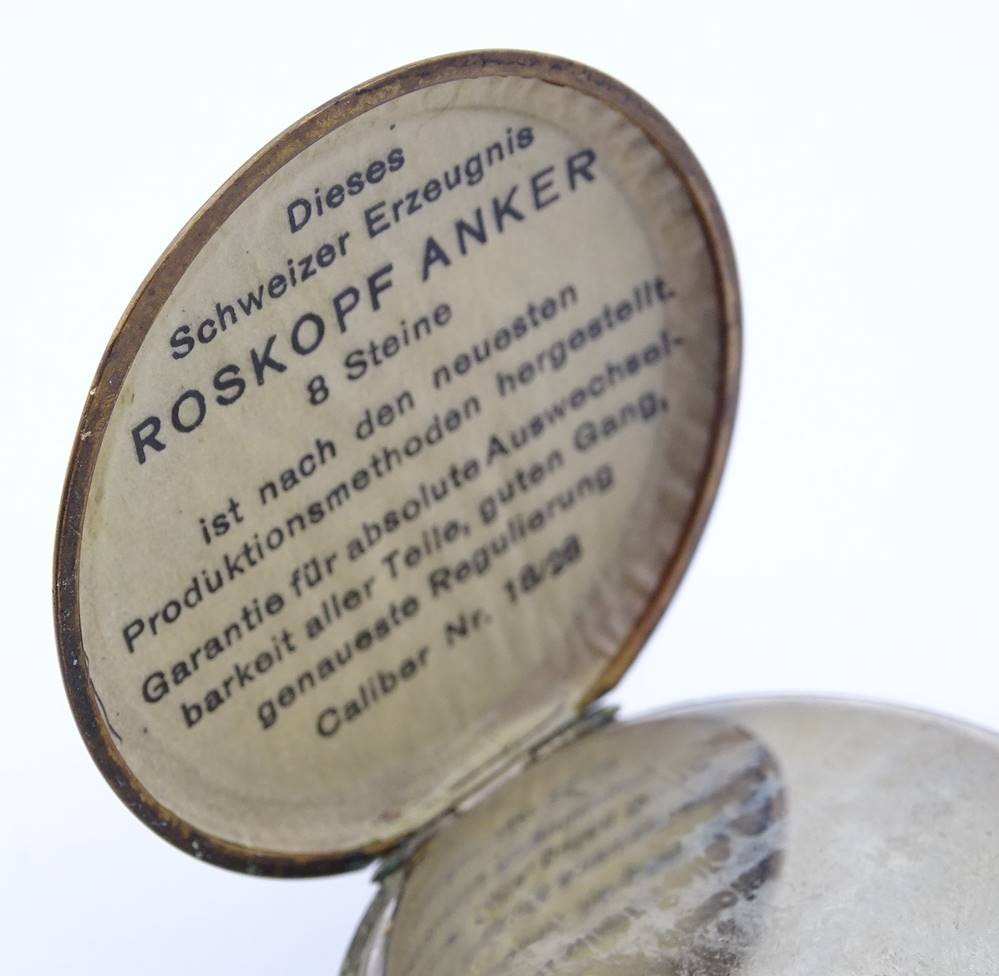 Dieses
Schweizer Erzeugnis
ROSKOPF ANKER
8 Steine
ist nach den neuesten
Produktionsmethoden hergestellt.
Garantie für absolute Auswechsel-
barkeit aller Teile, guten Gang,
genaueste Regulierung
Caliber Nr. 18/28